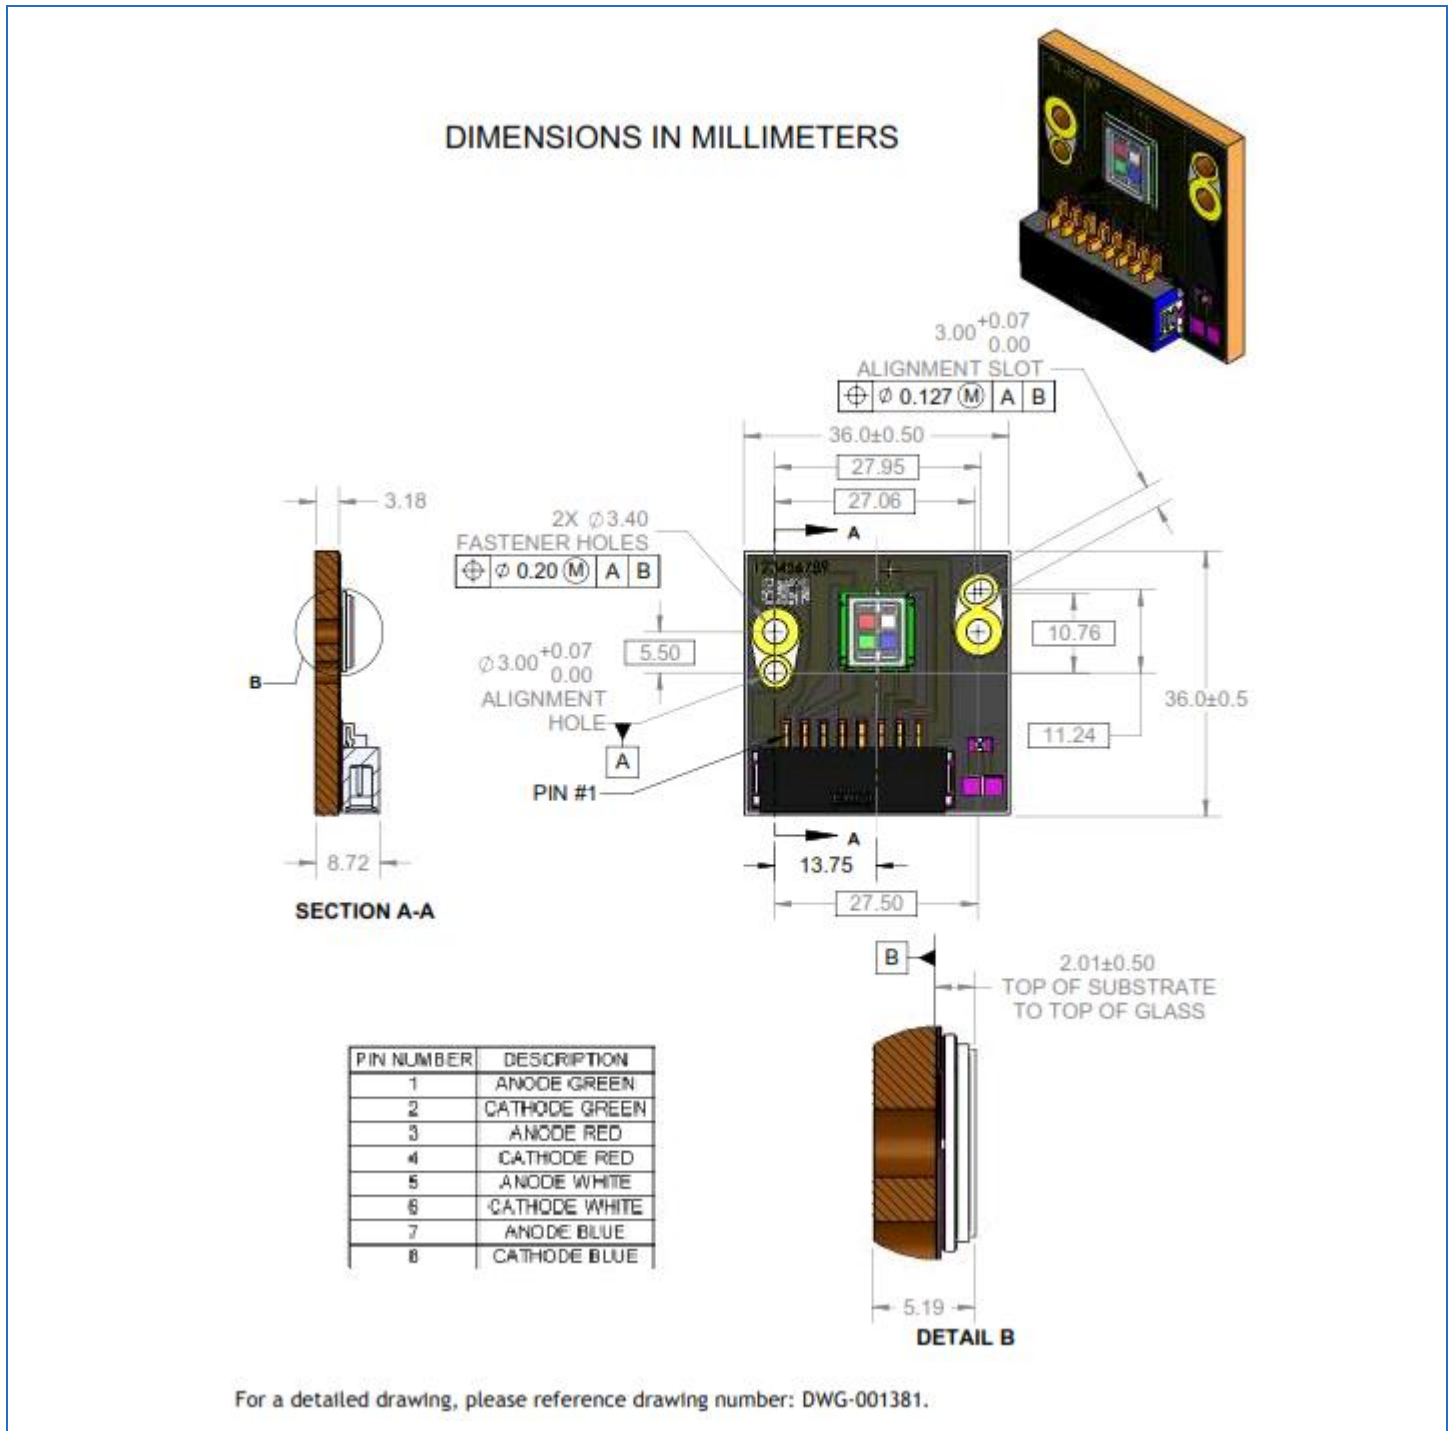 DIMENSIONS IN MILLIMETERS
3.00 +0.07
0.00
ALIGNMENT SLOT
⌖ ⌀ 0.127 Ⓜ A B
36.0±0.50
27.95
27.06
3.18
2X ⌀3.40
FASTENER HOLES
⌖ ⌀ 0.20 Ⓜ A B
A
123456789
10.76
5.50
⌀3.00 +0.07
0.00
ALIGNMENT
HOLE
B
36.0±0.5
11.24
A
PIN #1
A
8.72
13.75
SECTION A-A
27.50
B
2.01±0.50
TOP OF SUBSTRATE
TO TOP OF GLASS
PIN NUMBER DESCRIPTION
1 ANODE GREEN
2 CATHODE GREEN
3 ANODE RED
4 CATHODE RED
5 ANODE WHITE
6 CATHODE WHITE
7 ANODE BLUE
8 CATHODE BLUE
5.19
DETAIL B
For a detailed drawing, please reference drawing number: DWG-001381.